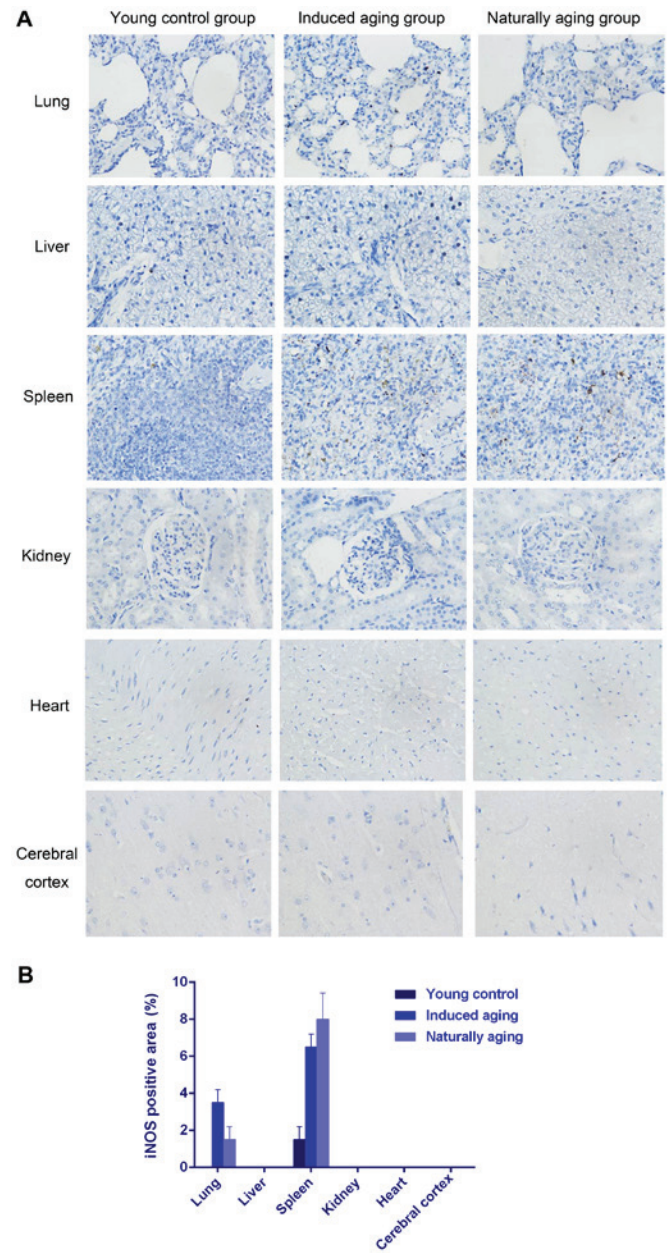 A
Young control group
Induced aging group
Naturally aging group
Lung
Liver
Spleen
Kidney
Heart
Cerebral
cortex
B
iNOS positive area (%)
10
8
6
4
2
0
Young control
Induced aging
Naturally aging
Lung
Liver
Spleen
Kidney
Heart
Cerebral cortex